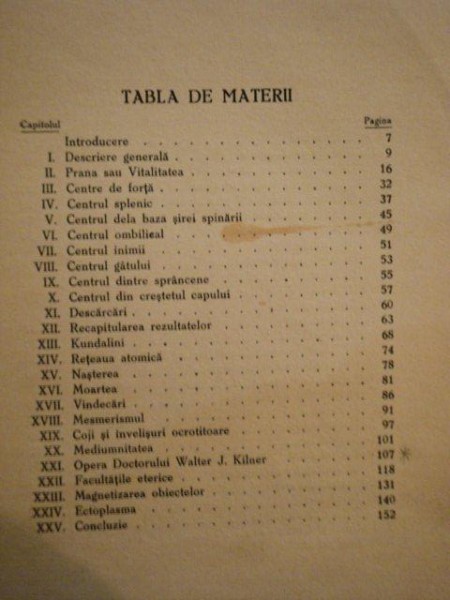 TABLA DE MATERII
Capitolul Pagina
Introducere 7
I. Descriere generală 9
II. Prana sau Vitalitatea 16
III. Centre de forță 32
IV. Centrul splenic 37
V. Centrul dela baza șirei spinării 45
VI. Centrul ombilical 49
VII. Centrul inimii 51
VIII. Centrul gâtului 53
IX. Centrul dintre sprâncene 55
X. Centrul din creștetul capului 57
XI. Descărcări 60
XII. Recapitularea rezultatelor 63
XIII. Kundalini 68
XIV. Rețeaua atomică 74
XV. Nașterea 78
XVI. Moartea 81
XVII. Vindecări 86
XVIII. Mesmerismul 91
XIX. Coji și învelișuri ocrotitoare 97
XX. Mediumnitatea 101
XXI. Opera Doctorului Walter J. Kilner 107
XXII. Facultățile eterice 118
XXIII. Magnetizarea obiectelor 131
XXIV. Ectoplasma 140
XXV. Concluzie 152